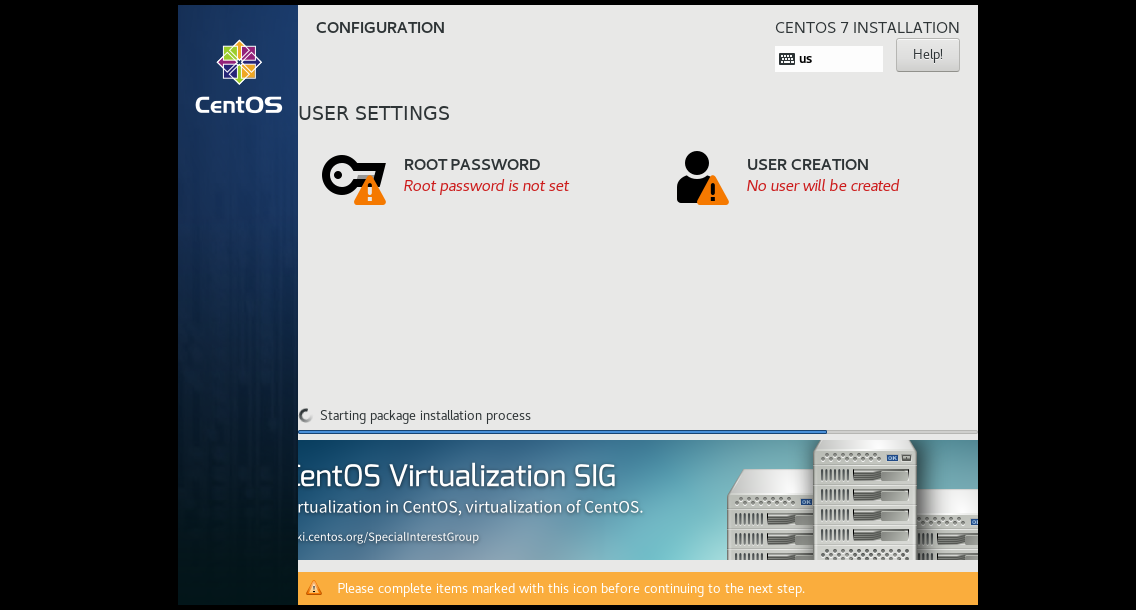 CentOS
CONFIGURATION
CENTOS 7 INSTALLATION
us
Help!
USER SETTINGS
ROOT PASSWORD
Root password is not set
USER CREATION
No user will be created
Starting package installation process
CentOS Virtualization SIG
rtualization in CentOS, virtualization of CentOS.
ki.centos.org/SpecialInterestGroup
OK
OK
Please complete items marked with this icon before continuing to the next step.